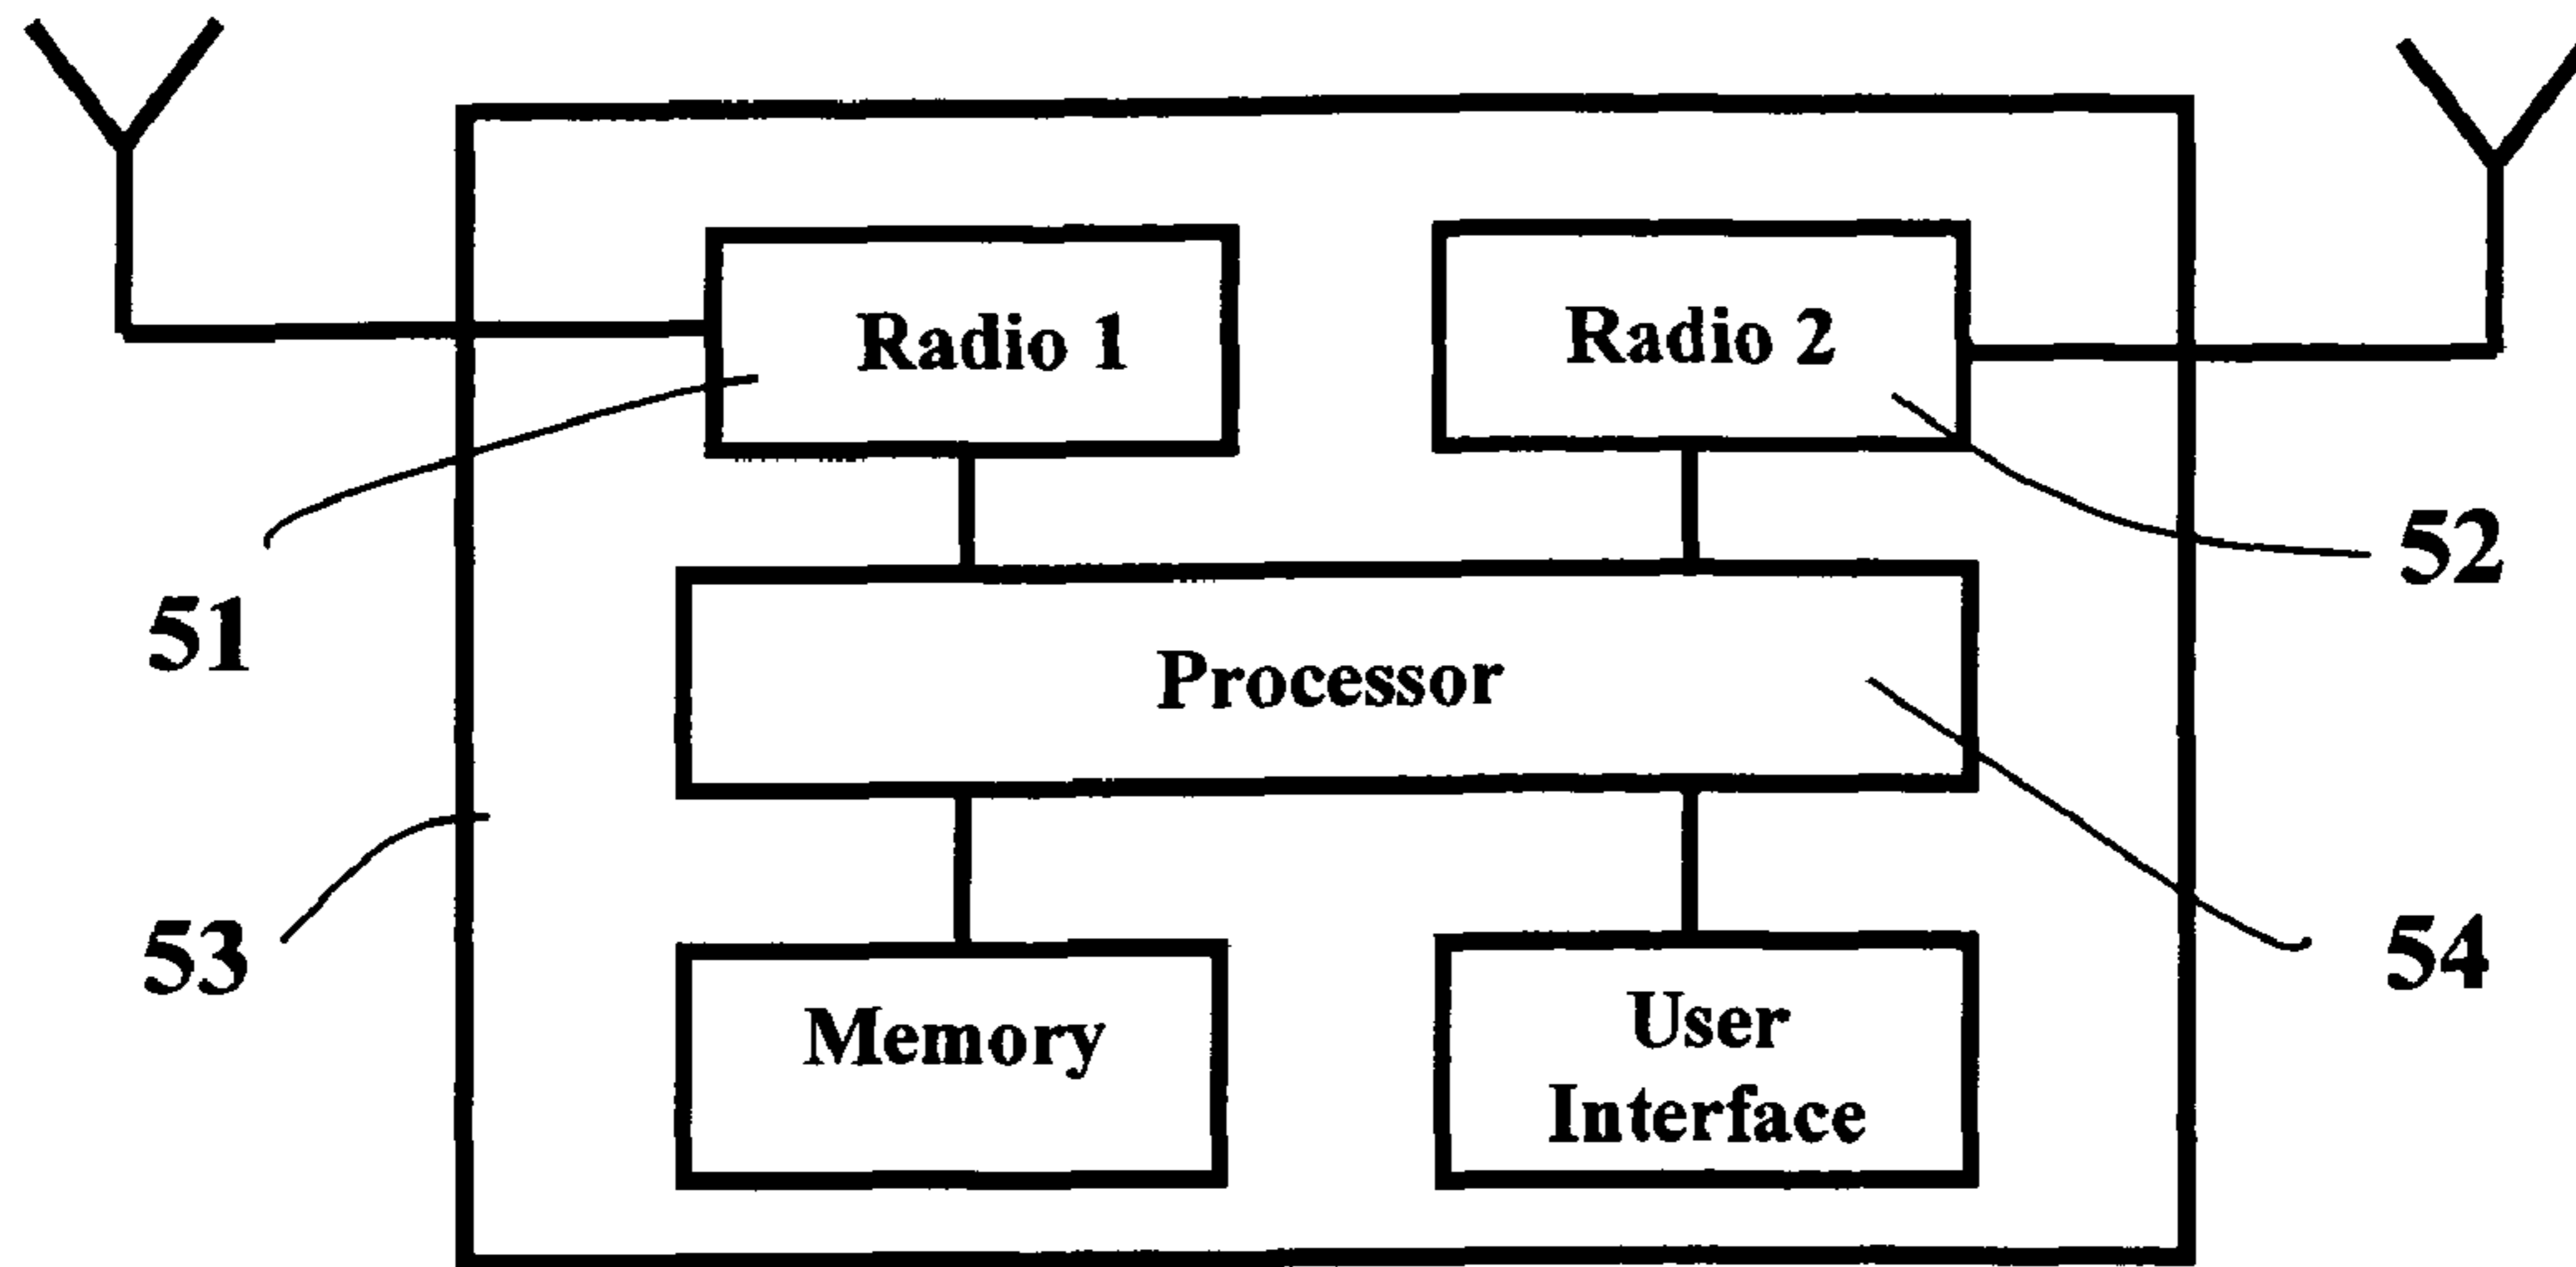 Radio 1
Radio 2
51
52
Processor
53
54
Memory
User
Interface